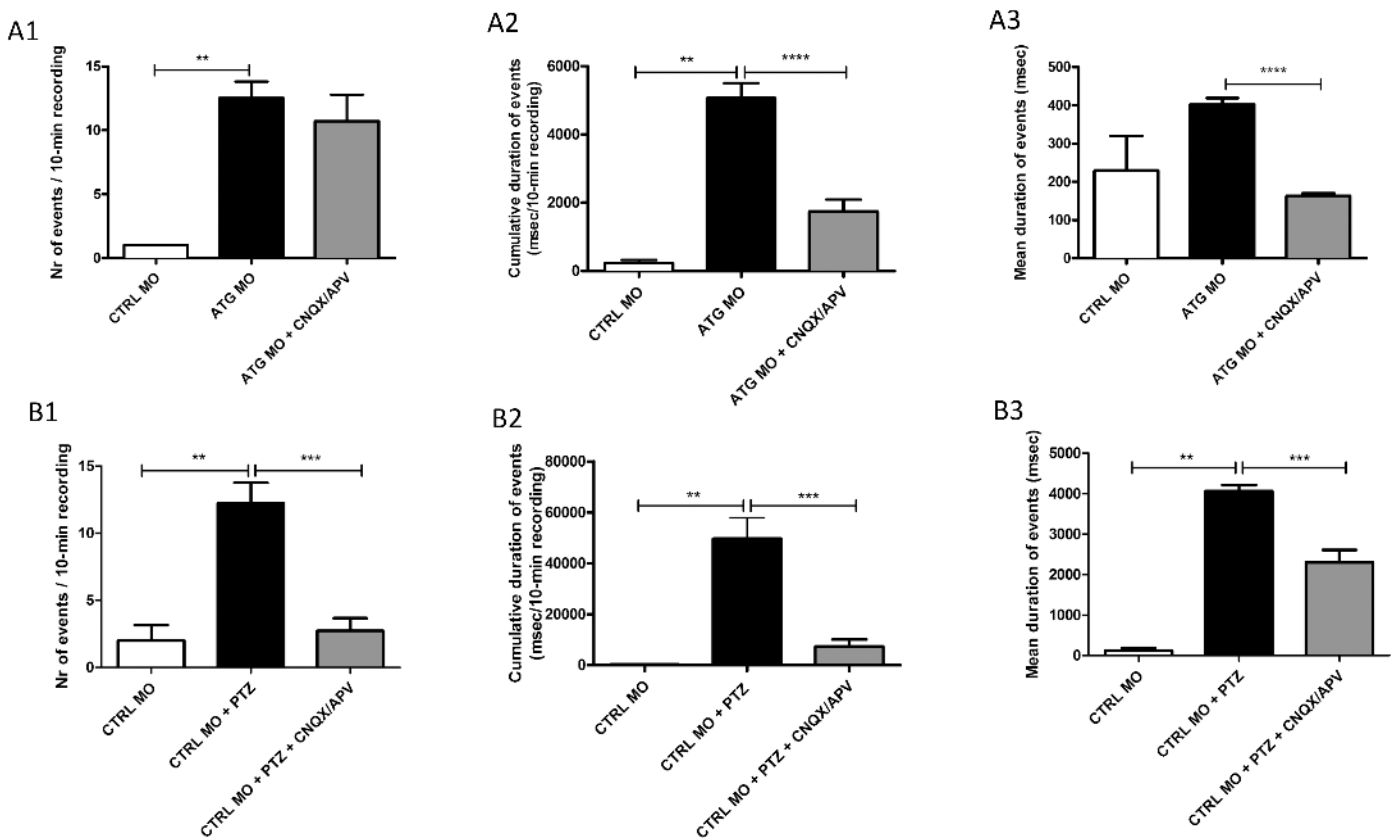 A1
Nr of events / 10-min recording
15
10
5
0
**
CTRL MO
ATG MO
ATG MO + CNQX/APV
A2
Cumulative duration of events
(msec/10-min recording)
6000
4000
2000
0
**
****
CTRL MO
ATG MO
ATG MO + CNQX/APV
A3
Mean duration of events (msec)
500
400
300
200
100
0
****
CTRL MO
ATG MO
ATG MO + CNQX/APV
B1
Nr of events / 10-min recording
15
10
5
0
**
***
CTRL MO
CTRL MO + PTZ
CTRL MO + PTZ + CNQX/APV
B2
Cumulative duration of events
(msec/10-min recording)
80000
60000
40000
20000
0
**
***
CTRL MO
CTRL MO + PTZ
CTRL MO + PTZ + CNQX/APV
B3
Mean duration of events (msec)
5000
4000
3000
2000
1000
0
**
***
CTRL MO
CTRL MO + PTZ
CTRL MO + PTZ + CNQX/APV